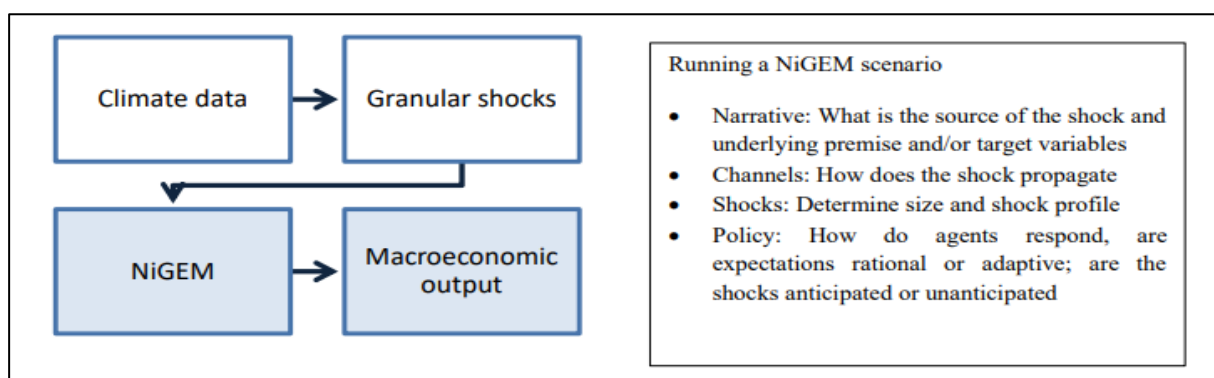 Climate data
Granular shocks
NiGEM
Macroeconomic
output
Running a NiGEM scenario
• Narrative: What is the source of the shock and
underlying premise and/or target variables
• Channels: How does the shock propagate
• Shocks: Determine size and shock profile
• Policy: How do agents respond, are
expectations rational or adaptive; are the
shocks anticipated or unanticipated